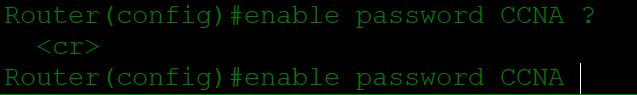 Router(config)#enable password CCNA ?
<cr>
Router(config)#enable password CCNA